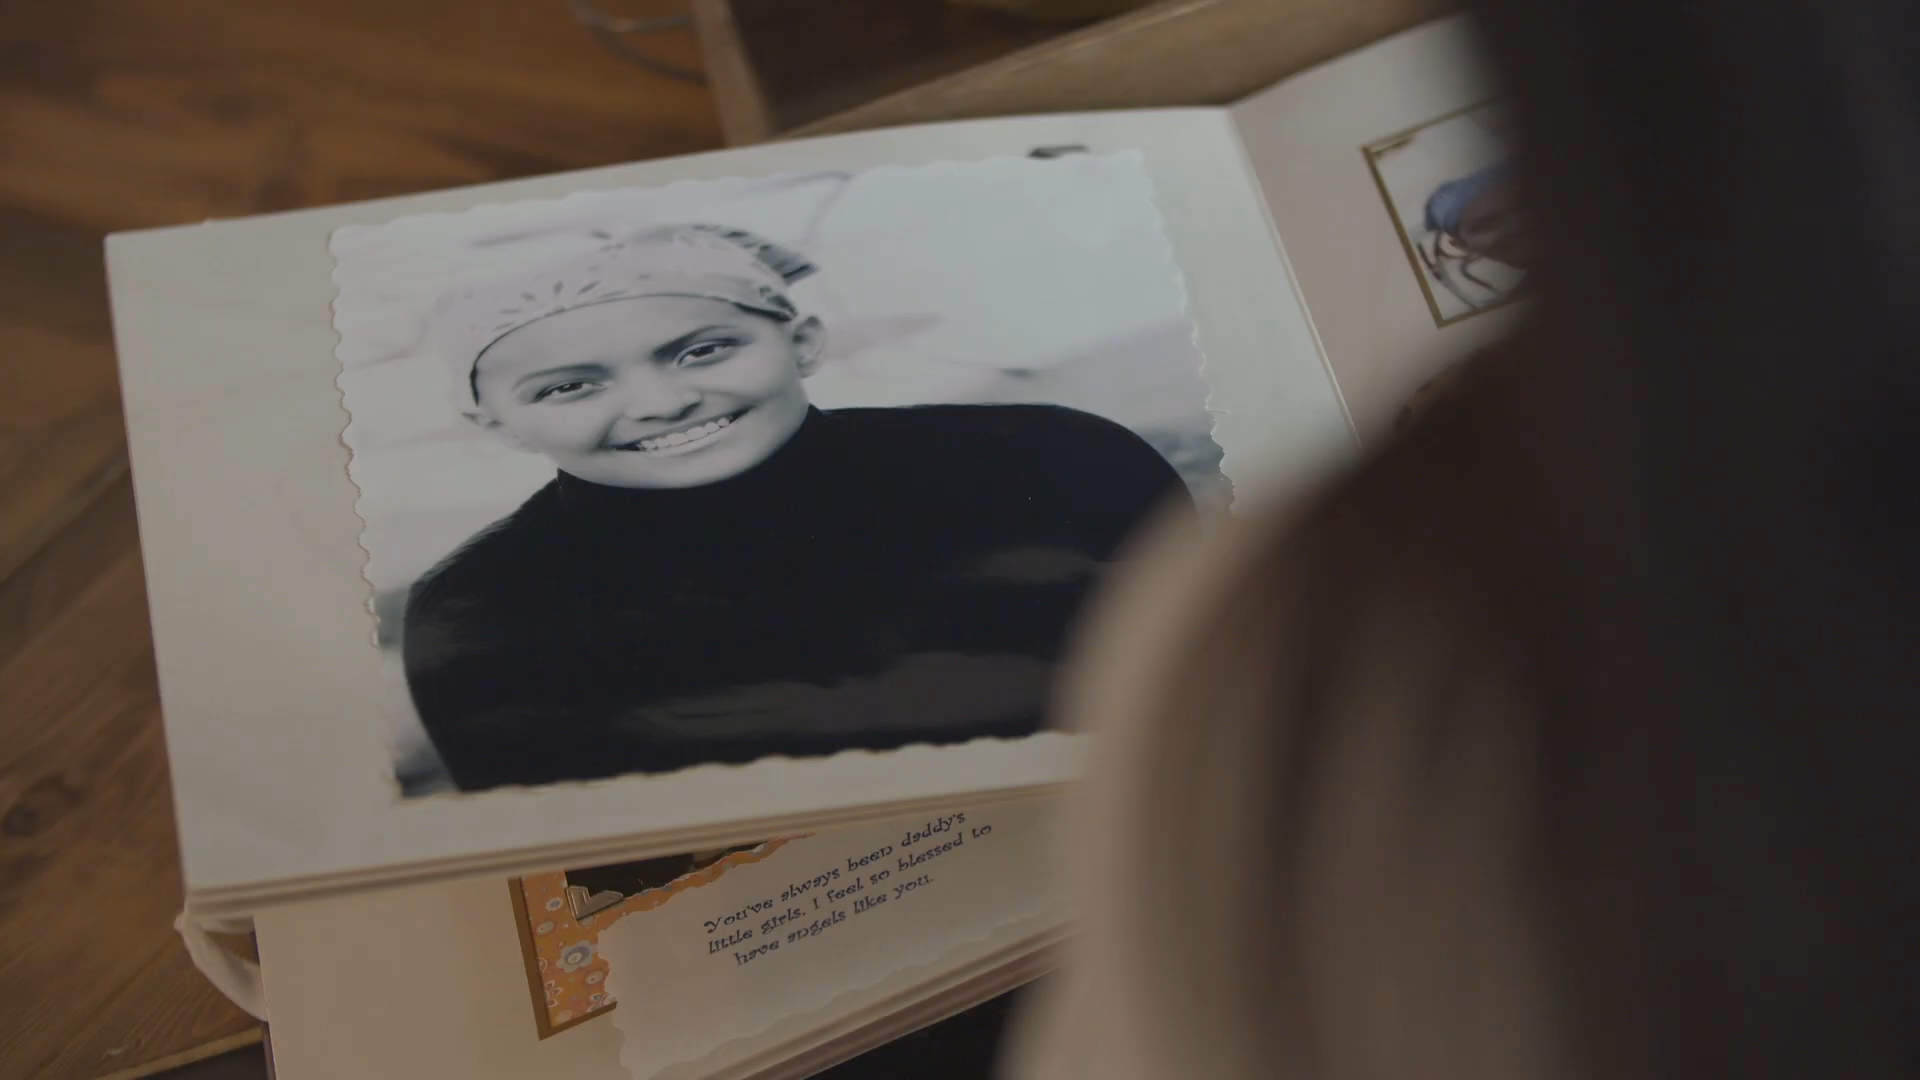 You've always been daddy's
little girls. I feel so blessed to
have angels like you.